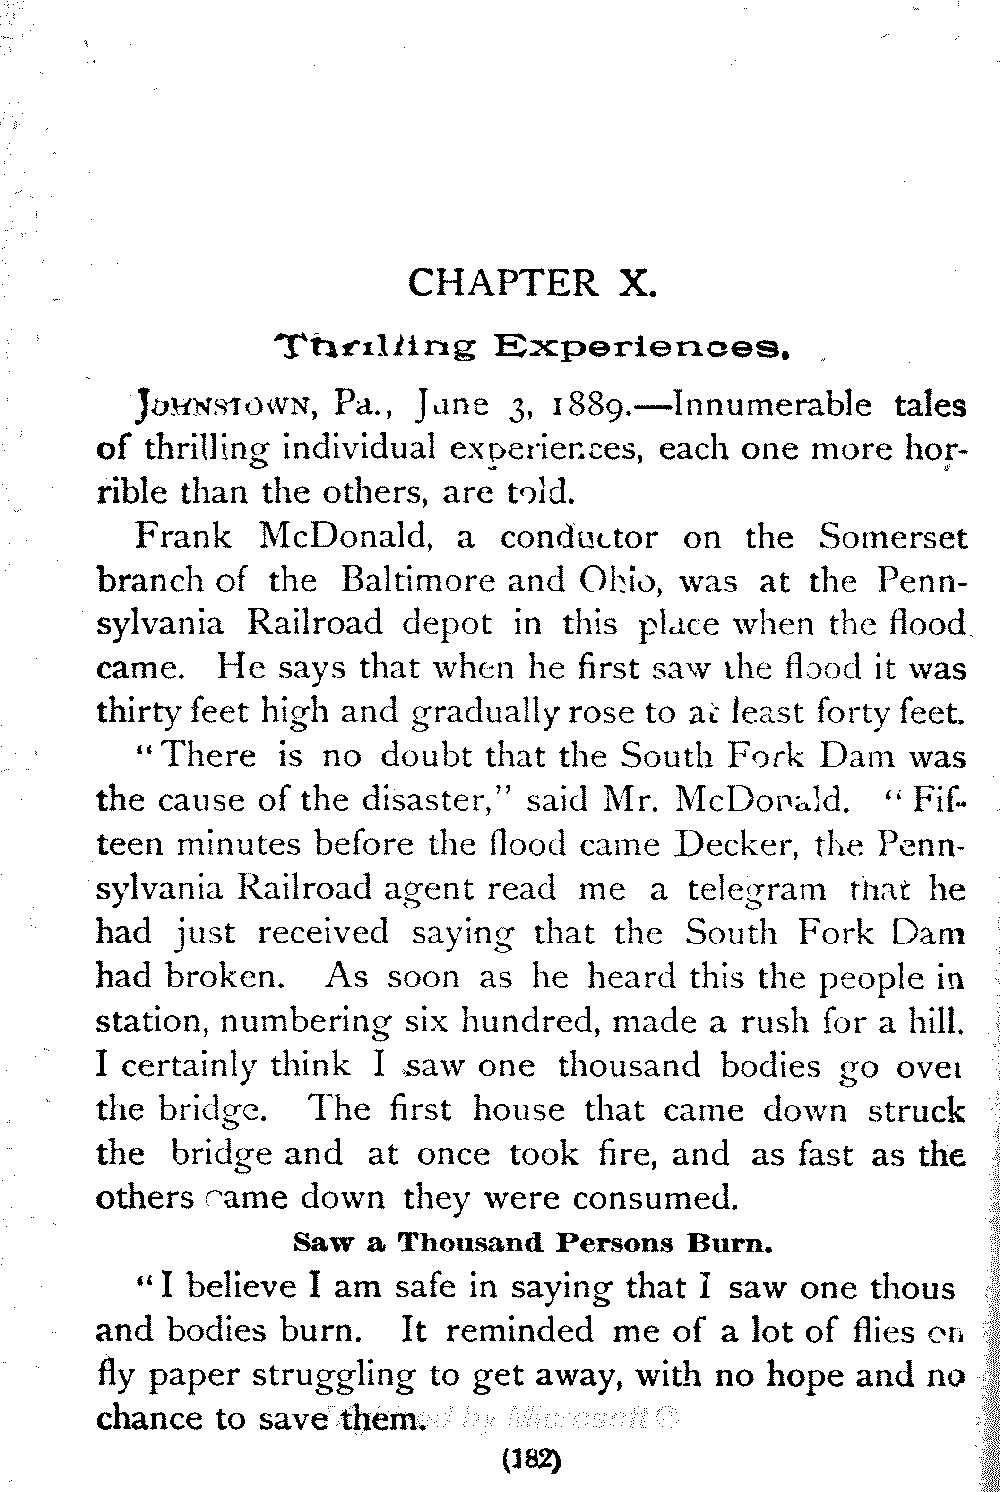 CHAPTER X.
Thrilling Experiences.
JOHNSTOWN, Pa., June 3, 1889.—Innumerable tales
of thrilling individual experiences, each one more hor-
rible than the others, are told.
Frank McDonald, a conductor on the Somerset
branch of the Baltimore and Ohio, was at the Penn-
sylvania Railroad depot in this place when the flood
came. He says that when he first saw the flood it was
thirty feet high and gradually rose to at least forty feet.
“There is no doubt that the South Fork Dam was
the cause of the disaster,” said Mr. McDonald. “Fif-
teen minutes before the flood came Decker, the Penn-
sylvania Railroad agent read me a telegram that he
had just received saying that the South Fork Dam
had broken. As soon as he heard this the people in
station, numbering six hundred, made a rush for a hill.
I certainly think I saw one thousand bodies go over
the bridge. The first house that came down struck
the bridge and at once took fire, and as fast as the
others came down they were consumed.
Saw a Thousand Persons Burn.
“I believe I am safe in saying that I saw one thous
and bodies burn. It reminded me of a lot of flies on
fly paper struggling to get away, with no hope and no
chance to save them.
by Microsoft ®
(182)